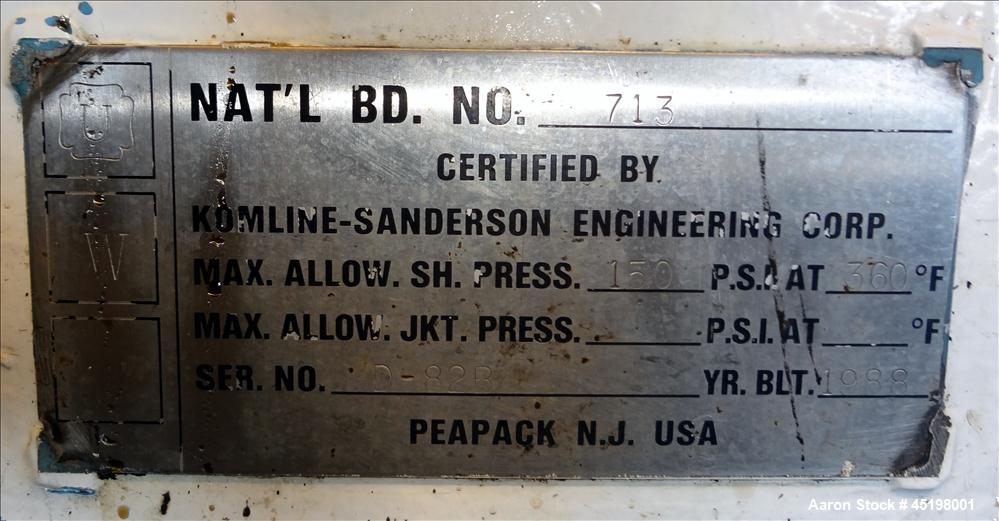 U
W
NAT'L BD. NO. 713
CERTIFIED BY
KOMLINE-SANDERSON ENGINEERING CORP.
MAX. ALLOW. SH. PRESS. 150 P.S.I. AT 360 °F
MAX. ALLOW. JKT. PRESS. P.S.I. AT °F
SER. NO. D-82B YR. BLT. 1988
PEAPACK N.J. USA
Aaron Stock # 45198001